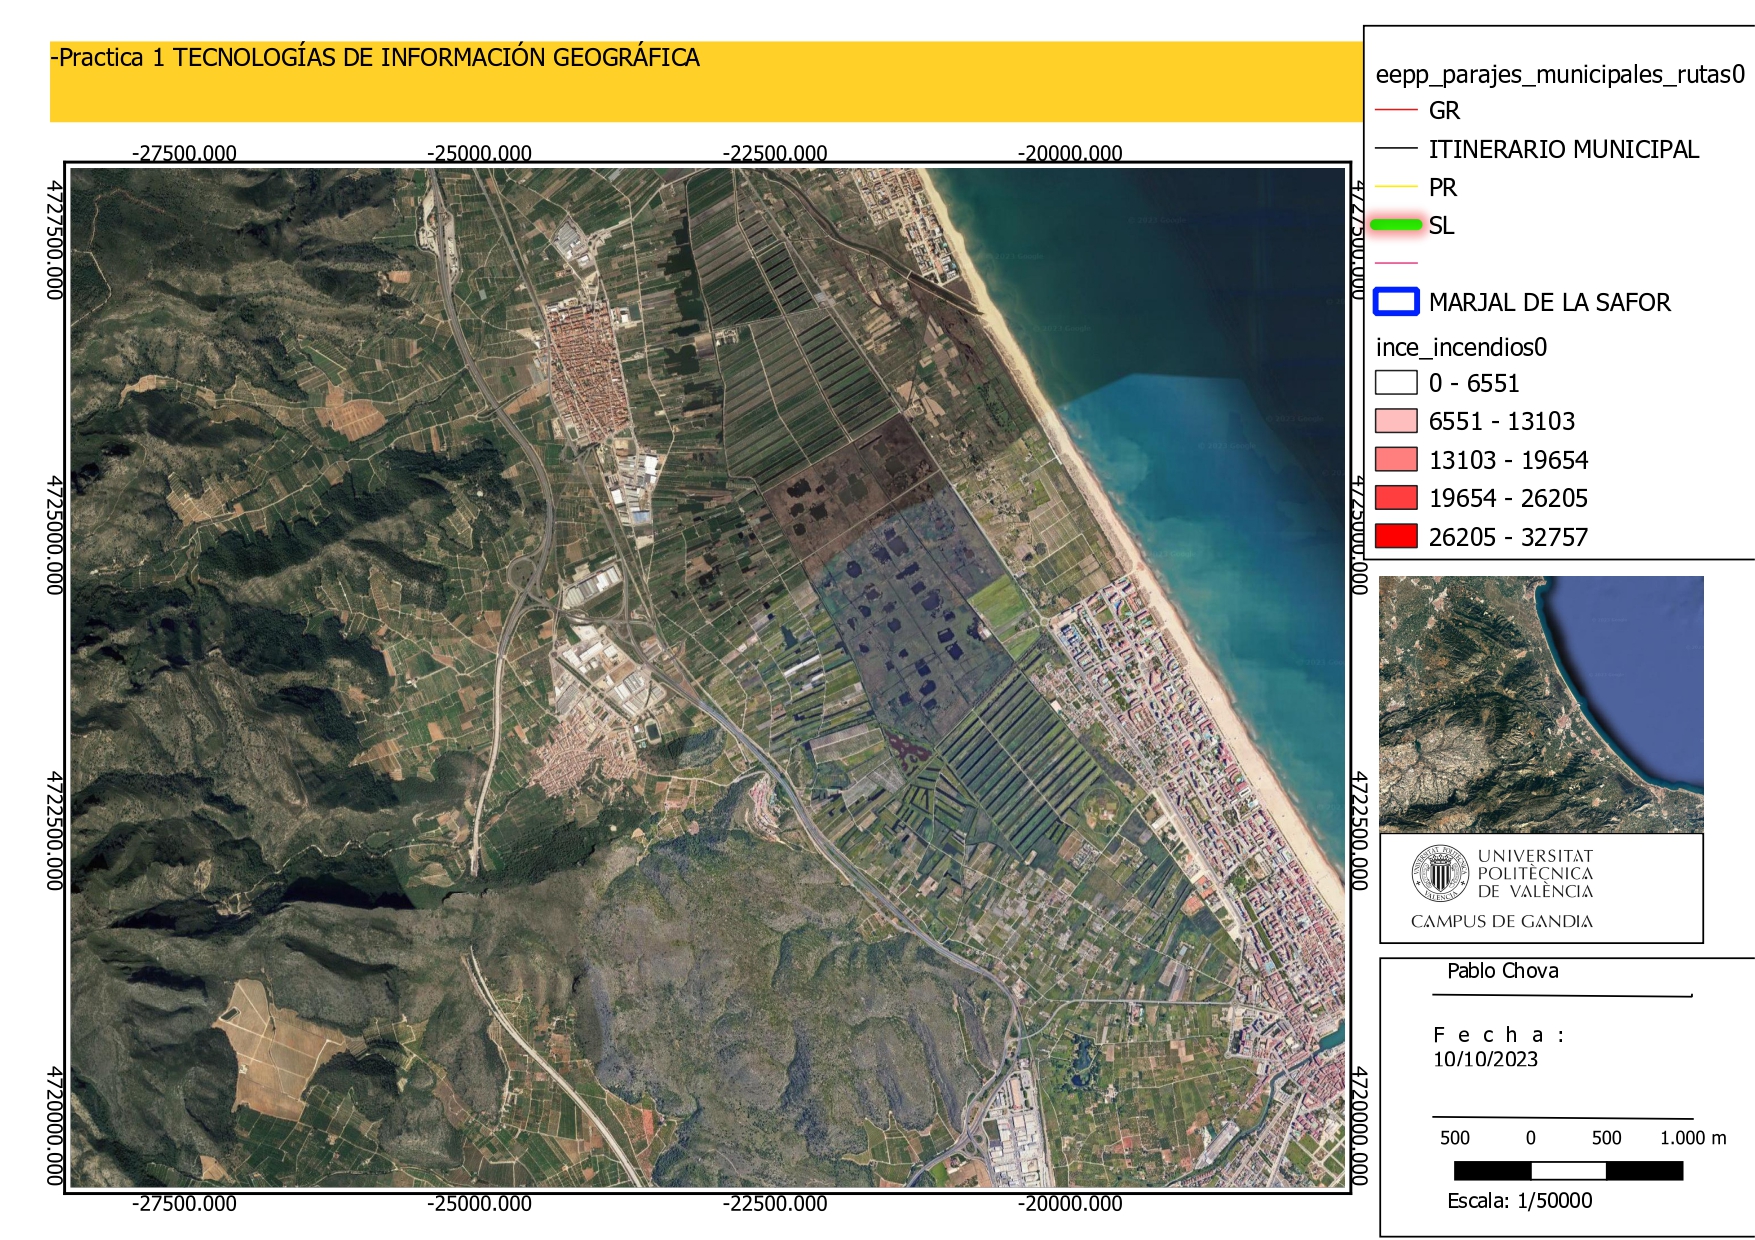 -Practica 1 TECNOLOGÍAS DE INFORMACIÓN GEOGRÁFICA
-27500.000 -25000.000 -22500.000 -20000.000
4727500.000
4725000.000
4722500.000
4720000.000
4727500.000
4725000.000
4722500.000
4720000.000
-27500.000 -25000.000 -22500.000 -20000.000
eepp_parajes_municipales_rutas0
GR
ITINERARIO MUNICIPAL
PR
SL
MARJAL DE LA SAFOR
ince_incendios0
0 - 6551
6551 - 13103
13103 - 19654
19654 - 26205
26205 - 32757
UNIVERSITAT
POLITÈCNICA
DE VALÈNCIA
CAMPUS DE GANDIA
Pablo Chova
Fecha:
10/10/2023
500 0 500 1.000 m
Escala: 1/50000